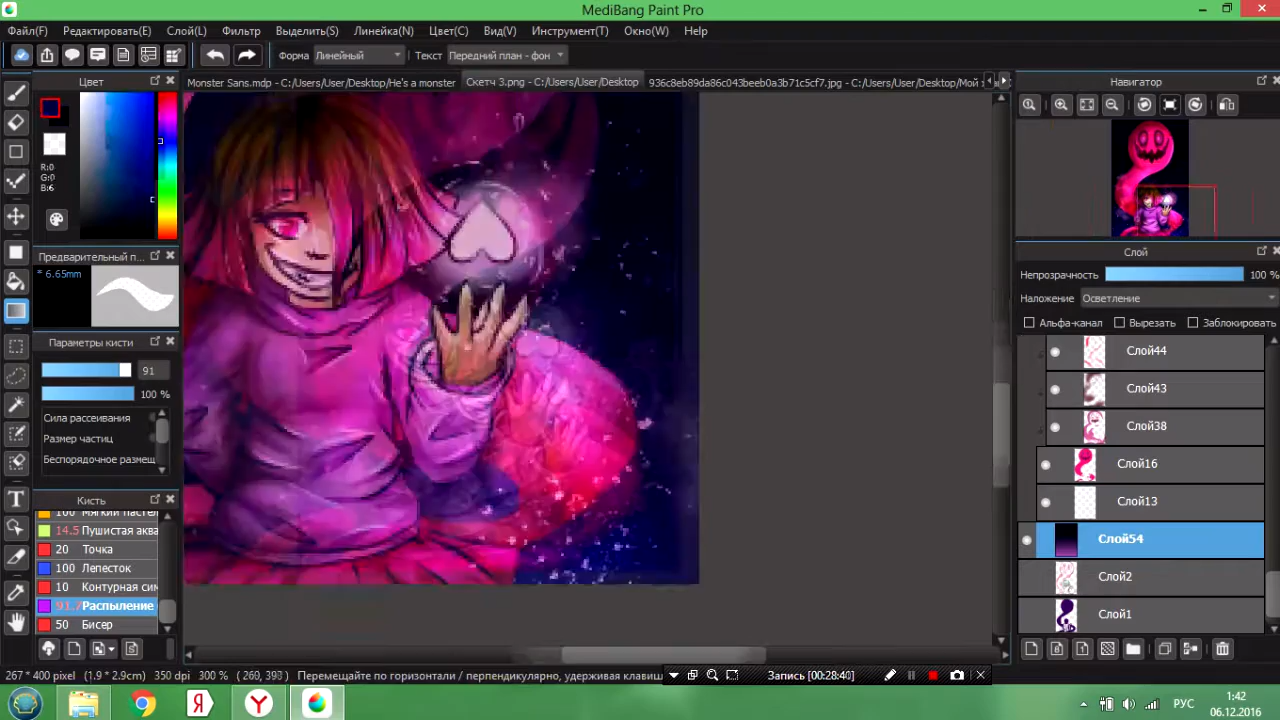 MediBang Paint Pro
Файл(F) Редактировать(E) Слой(L) Фильтр Выделить(S) Линейка(N) Цвет(C) Вид(V) Инструмент(T) Окно(W) Help
Форма Линейный Текст Передний план - фон
Цвет
Monster Sans.mdp - C:/Users/User/Desktop/He's a monster Скетч 3.png - C:/Users/User/Desktop 936c8eb89da86c043beeb0a3b71c5cf7.jpg - C:/Users/User/Desktop/Мой
Навигатор
R:0
G:0
B:6
Предварительный п...
* 6.65mm
Параметры кисти
91
100 %
Сила рассеивания
Размер частиц
Беспорядочное размещ
Кисть
100 Мягкий пастел
14.5 Пушистая аква
20 Точка
100 Лепесток
10 Контурная сим
91.7 Распыление
50 Бисер
Слой
Непрозрачность 100 %
Наложение Осветление
Альфа-канал Вырезать Заблокировать
Слой44
Слой43
Слой38
Слой16
Слой13
Слой54
Слой2
Слой1
267 * 400 pixel (1.9 * 2.9cm) 350 dpi 300 % ( 260, 393) Перемещайте по горизонтали / перпендикулярно, удерживая клавиш
Запись [00:28:40]
РУС
1:42
06.12.2016